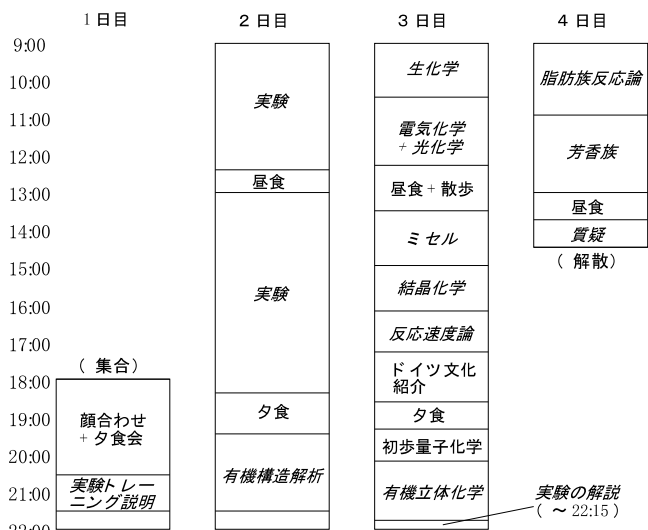 1日目
2日目
3日目
4日目
9:00
10:00
11:00
12:00
13:00
14:00
15:00
16:00
17:00
18:00
19:00
20:00
21:00
22:00
(集合)
顔合わせ
+夕食会
実験トレー
ニング説明
実験
昼食
実験
夕食
有機構造解析
生化学
電気化学
+光化学
昼食+散歩
ミセル
結晶化学
反応速度論
ドイツ文化
紹介
夕食
初歩量子化学
有機立体化学
実験の解説
(~22:15)
脂肪族反応論
芳香族
昼食
質疑
(解散)